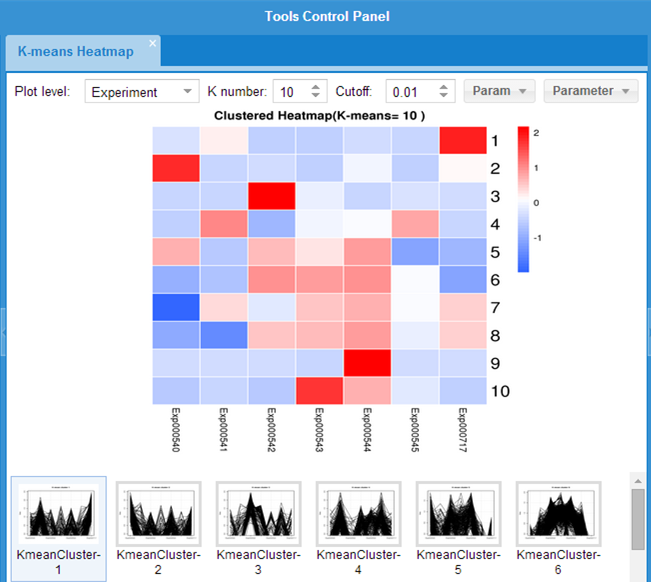 Tools Control Panel
K-means Heatmap
Plot level: Experiment K number: 10 Cutoff: 0.01 Param Parameter
Clustered Heatmap(K-means= 10 )
1
2
3
4
5
6
7
8
9
10
2
1
0
-1
Exp000540 Exp000541 Exp000542 Exp000543 Exp000544 Exp000545 Exp000717
KmeanCluster-1 KmeanCluster-2 KmeanCluster-3 KmeanCluster-4 KmeanCluster-5 KmeanCluster-6